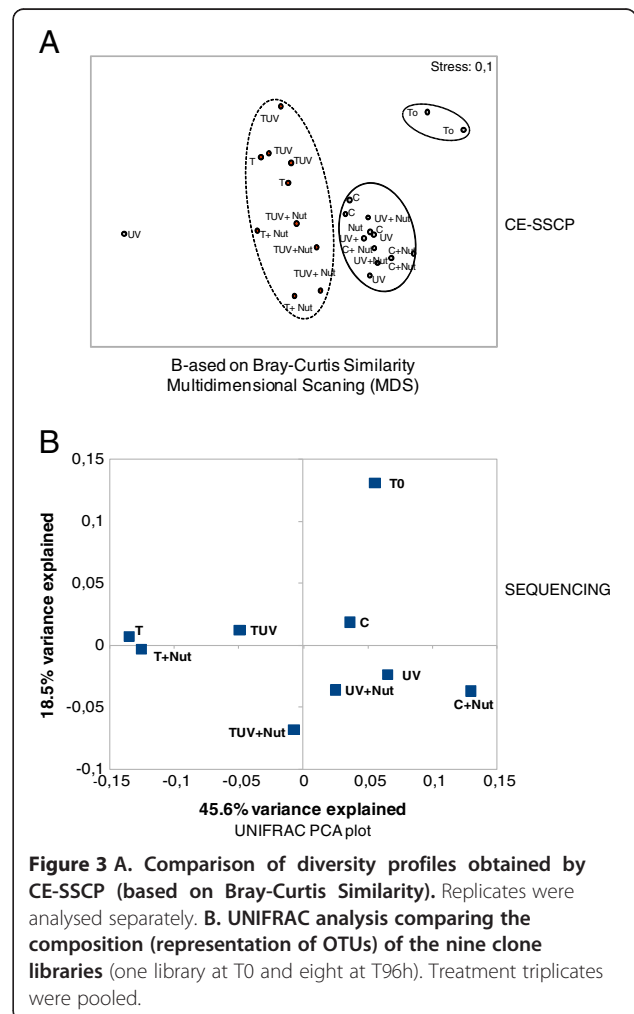 A
Stress: 0,1
To
To
TUV
TUV
T
TUV
T
C
C
UV+ Nut
TUV+ Nut
Nut
C
UV
T+ Nut
UV+
UV
TUV+Nut
C+ Nut
C+Nut
UV+Nut
C+Nut
TUV+ Nut
UV
T+ Nut
CE-SSCP
B-ased on Bray-Curtis Similarity
Multidimensional Scaning (MDS)
B
0,15
0,1
0,05
0
-0,05
-0,1
18.5% variance explained
T0
T
T+Nut
TUV
C
UV
UV+Nut
C+Nut
TUV+Nut
SEQUENCING
-0,15
-0,1
-0,05
0
0,05
0,1
0,15
45.6% variance explained
UNIFRAC PCA plot
Figure 3 A. Comparison of diversity profiles obtained by
CE-SSCP (based on Bray-Curtis Similarity). Replicates were
analysed separately. B. UNIFRAC analysis comparing the
composition (representation of OTUs) of the nine clone
libraries (one library at T0 and eight at T96h). Treatment triplicates
were pooled.